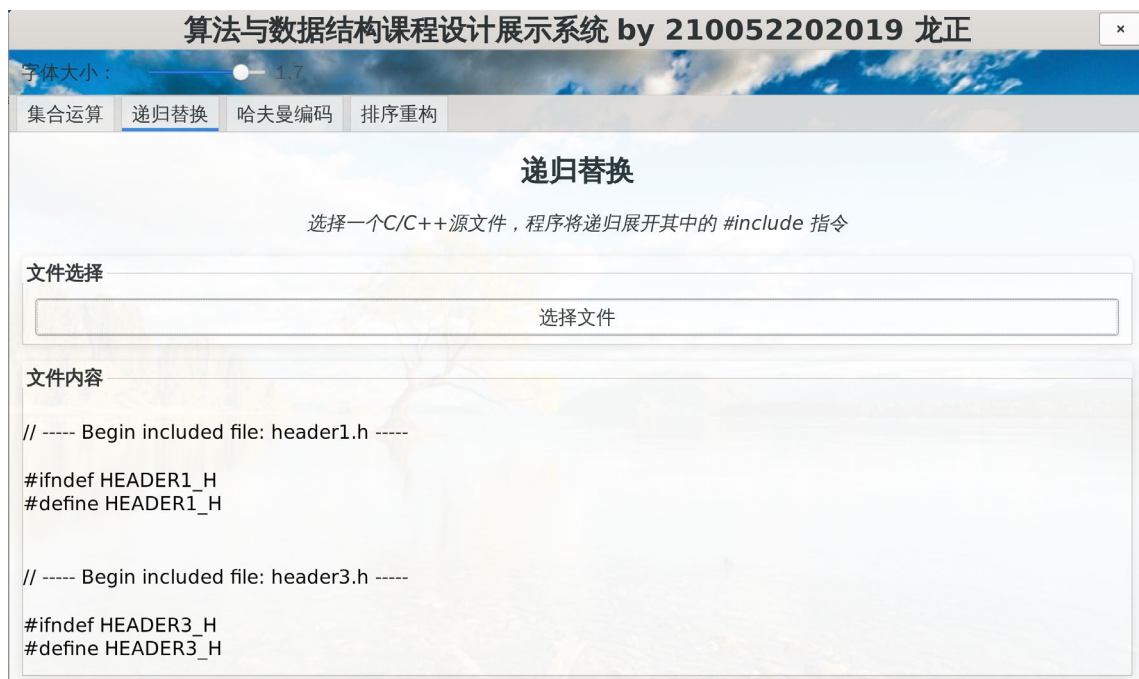 算法与数据结构课程设计展示系统 by 210052202019 龙正
×
字体大小： 1.7
集合运算 递归替换 哈夫曼编码 排序重构
递归替换
选择一个C/C++源文件，程序将递归展开其中的 #include 指令
文件选择
选择文件
文件内容
// ----- Begin included file: header1.h -----
#ifndef HEADER1_H
#define HEADER1_H
// ----- Begin included file: header3.h -----
#ifndef HEADER3_H
#define HEADER3_H